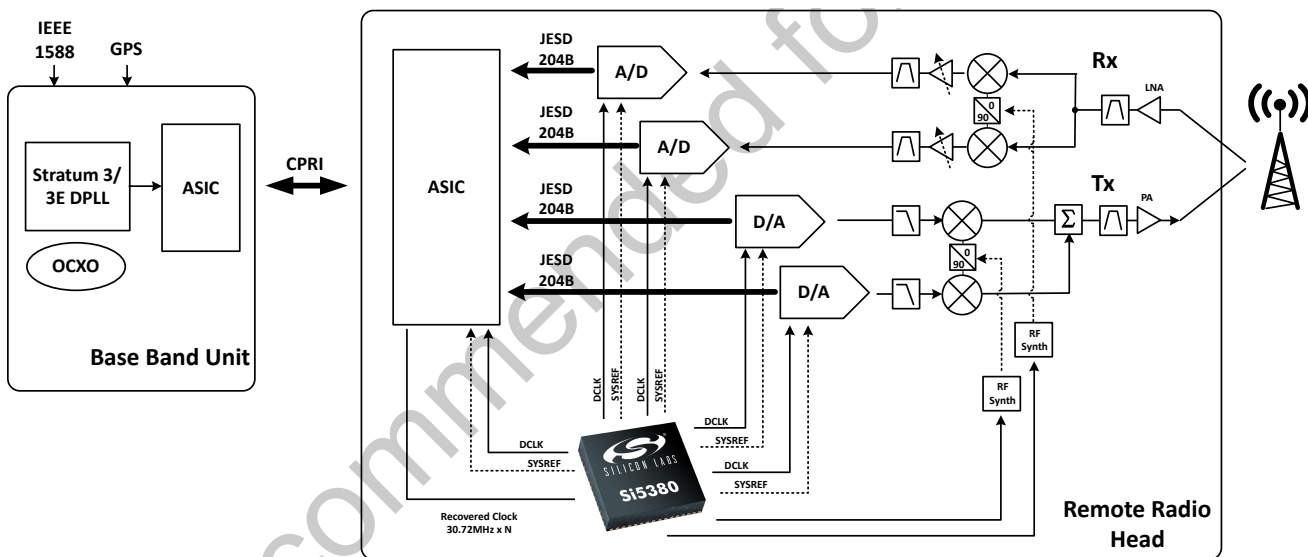 IEEE
1588
GPS
Stratum 3/
3E DPLL
ASIC
OCXO
Base Band Unit
CPRI
ASIC
JESD
204B
A/D
JESD
204B
A/D
JESD
204B
D/A
JESD
204B
D/A
0
90
0
90
Rx
LNA
Tx
PA
Σ
RF
Synth
RF
Synth
DCLK
SYSREF
DCLK
SYSREF
DCLK
SYSREF
DCLK
SYSREF
DCLK
SYSREF
SILICON LABS
Si5380
Recovered Clock
30.72MHz x N
Remote Radio
Head
commended fo